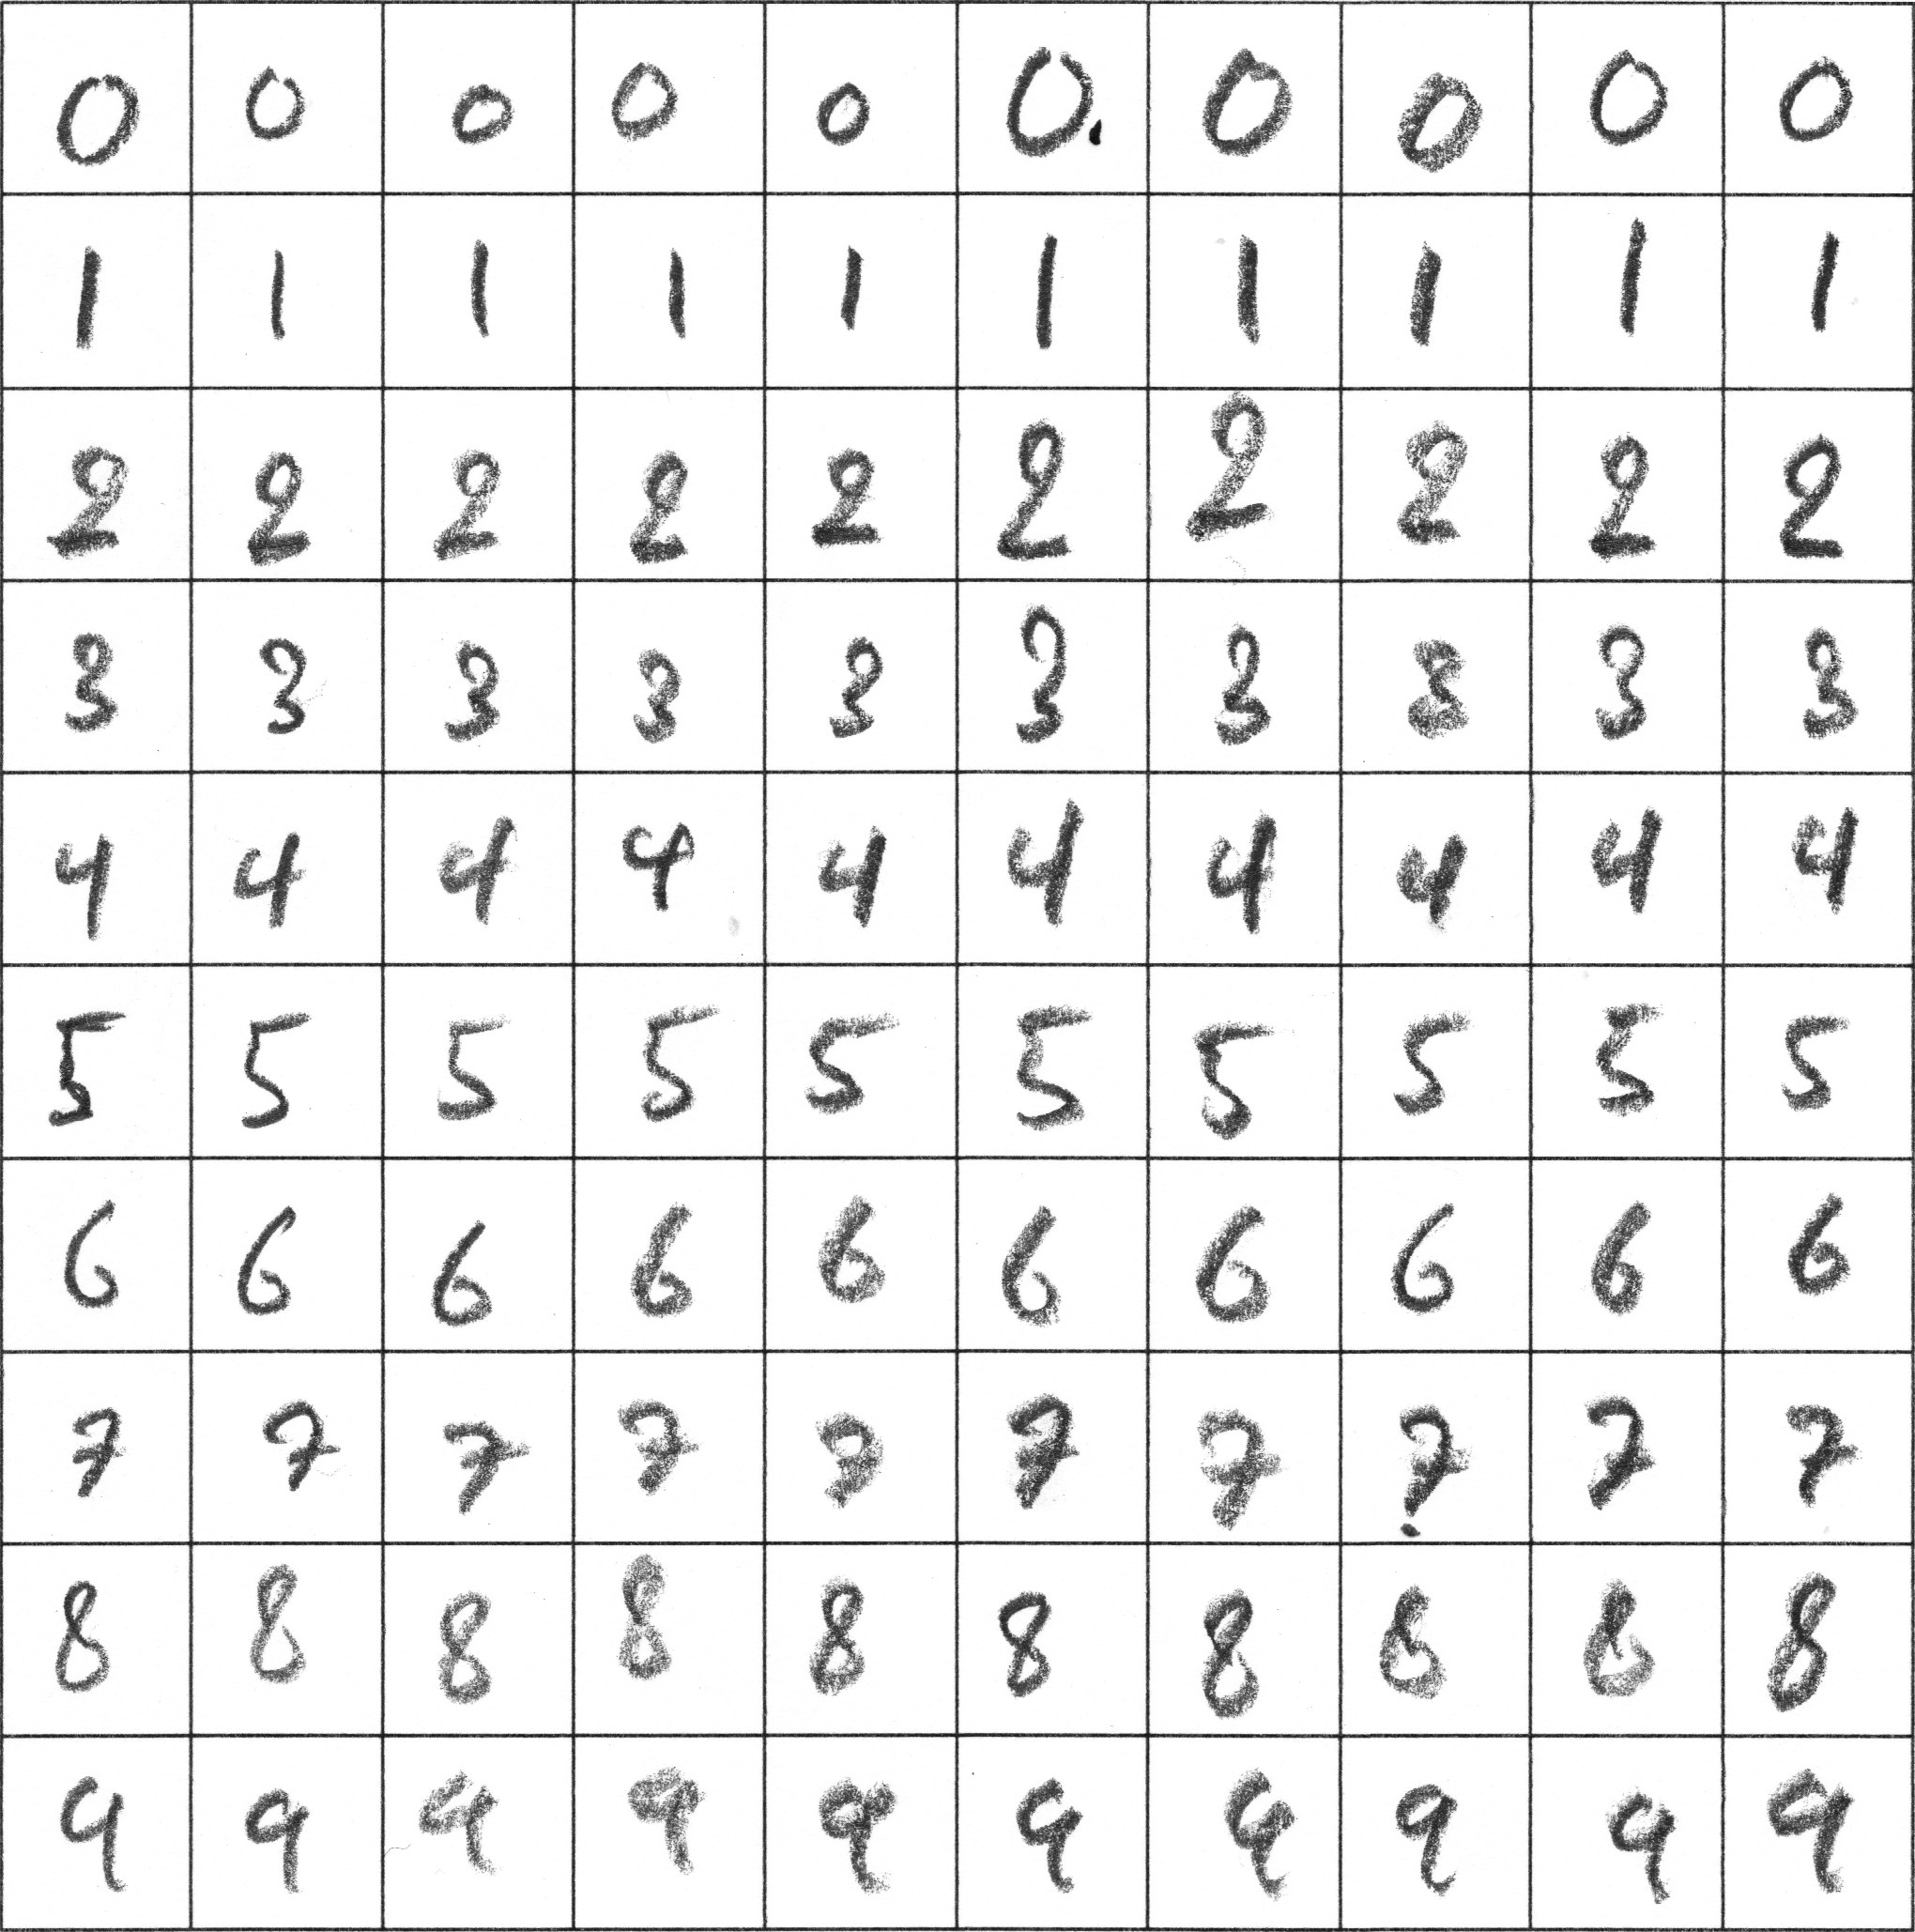 0 0 0 0 0 0. 0 0 0 0
1 1 1 1 1 1 1 1 1 1
2 2 2 2 2 2 2 2 2 2
3 3 3 3 3 3 3 3 3 3
4 4 4 4 4 4 4 4 4 4
5 5 5 5 5 5 5 5 5 5
6 6 6 6 6 6 6 6 6 6
7 7 7 7 7 7 7 7 7 7
8 8 8 8 8 8 8 8 8 8
9 9 9 9 9 9 9 9 9 9